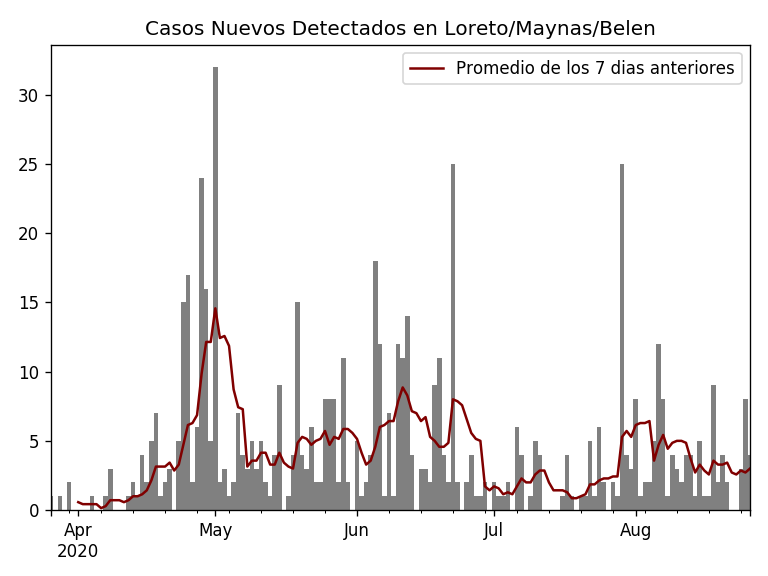 Casos Nuevos Detectados en Loreto/Maynas/Belen
Promedio de los 7 dias anteriores
30
25
20
15
10
5
0
Apr
2020
May
Jun
Jul
Aug